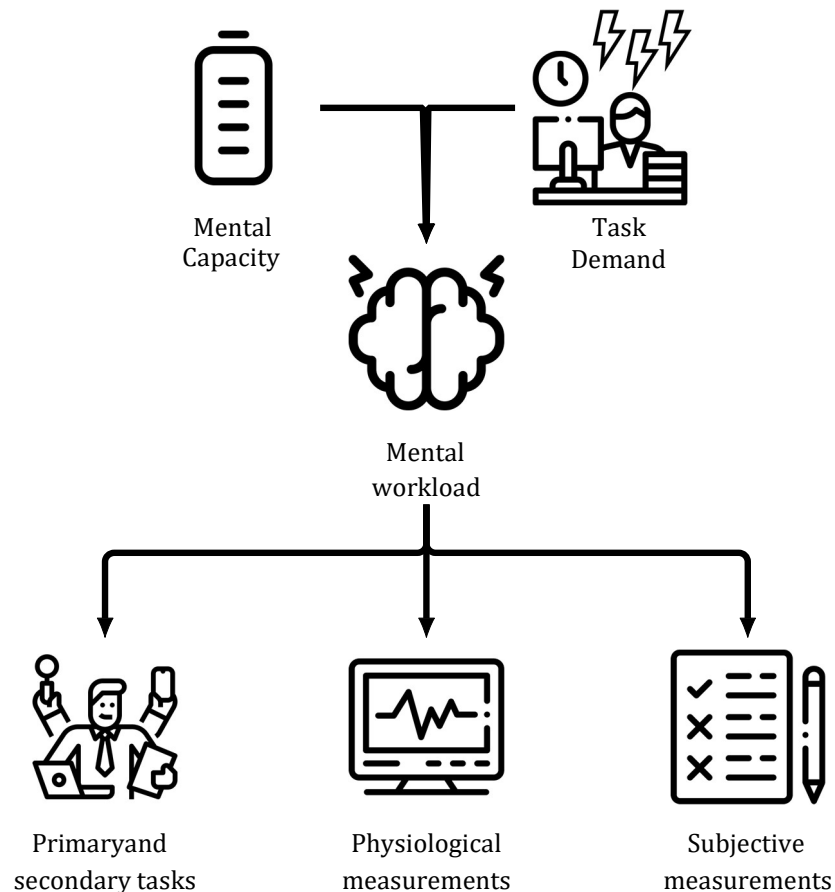 Mental
Capacity
Task
Demand
Mental
workload
Primaryand
secondary tasks
Physiological
measurements
Subjective
measurements